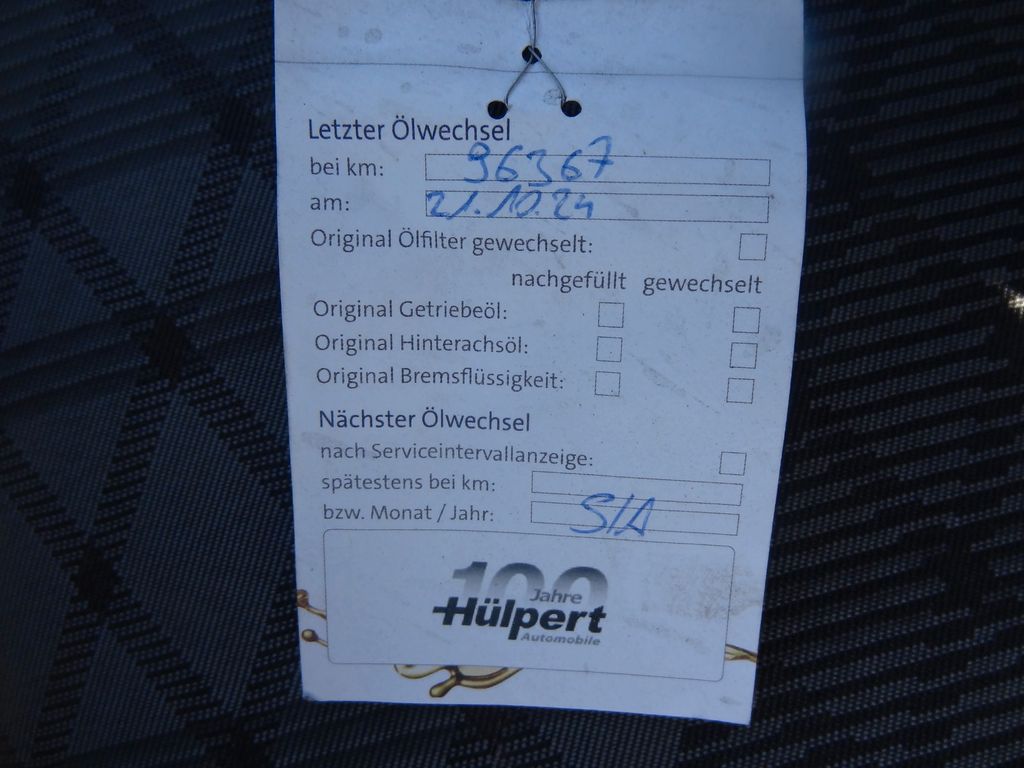 Letzter Ölwechsel
bei km: 96367
am: 21.10.24
Original Ölfilter gewechselt:
nachgefüllt gewechselt
Original Getriebeöl:
Original Hinterachsöl:
Original Bremsflüssigkeit:
Nächster Ölwechsel
nach Serviceintervallanzeige:
spätestens bei km:
bzw. Monat / Jahr: SIA
100
Jahre
Hülpert
Automobile